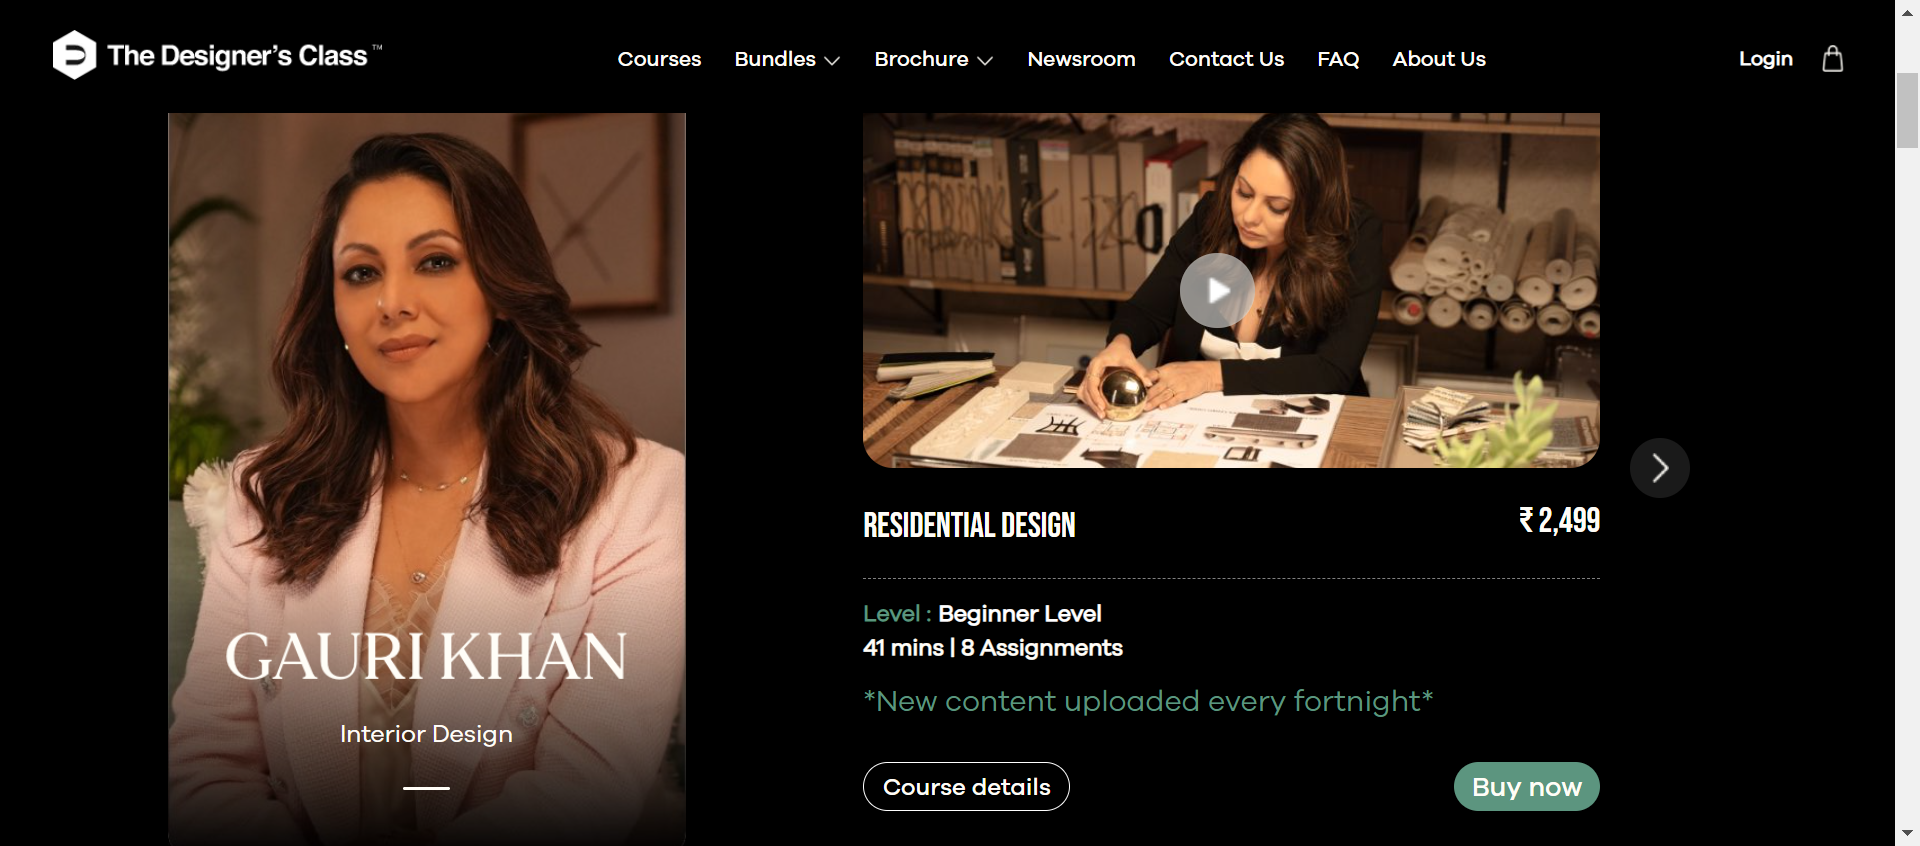 The Designer's Class™
Courses
Bundles
Brochure
Newsroom
Contact Us
FAQ
About Us
Login
GAURI KHAN
Interior Design
RESIDENTIAL DESIGN
₹ 2,499
Level : Beginner Level
41 mins | 8 Assignments
*New content uploaded every fortnight*
Course details
Buy now